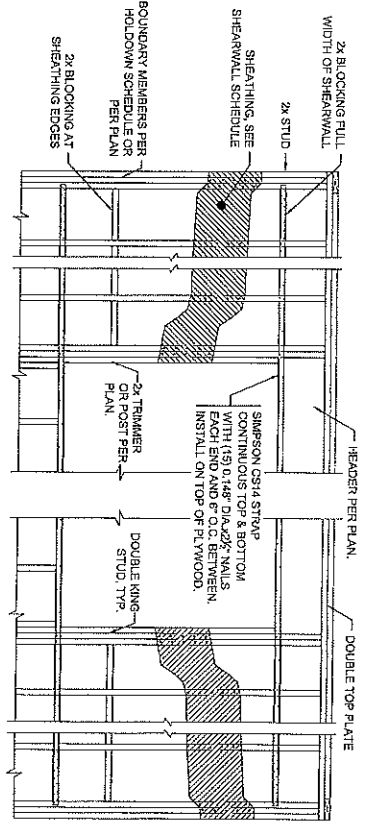 2x BLOCKING FULL
WIDTH OF SHEARWALL
2x STUD
SHEATHING, SEE
SHEARWALL SCHEDULE
BOUNDARY MEMBERS PER
HOLDOWN SCHEDULE OR
PER PLAN
2x BLOCKING AT
SHEATHING EDGES
HEADER PER PLAN.
DOUBLE TOP PLATE
SIMPSON CS14 STRAP
CONTINUOUS TOP & BOTTOM
WITH (15) 0.148" DIA.x2½" NAILS
EACH END AND 6" O.C. BETWEEN.
INSTALL ON TOP OF PLYWOOD.
2x TRIMMER
OR POST PER
PLAN.
DOUBLE KING
STUD, TYP.